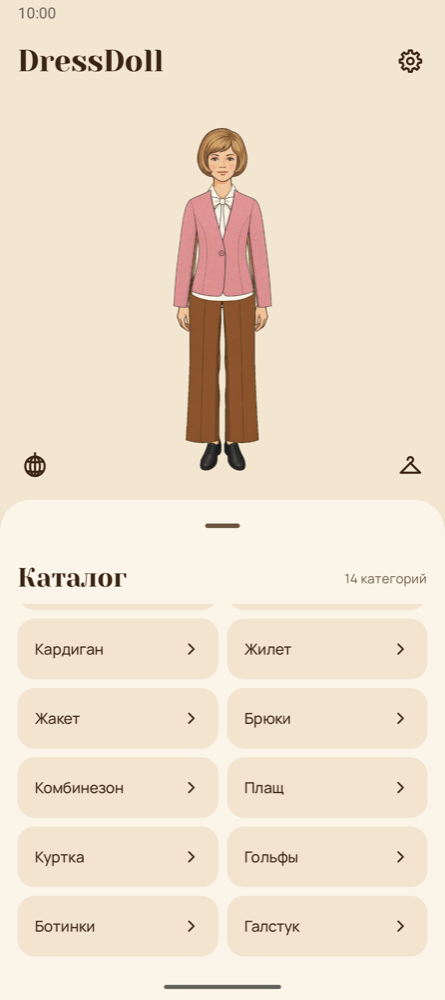 10:00
DressDoll
Каталог
14 категорий
Кардиган
Жилет
Жакет
Брюки
Комбинезон
Плащ
Куртка
Гольфы
Ботинки
Галстук